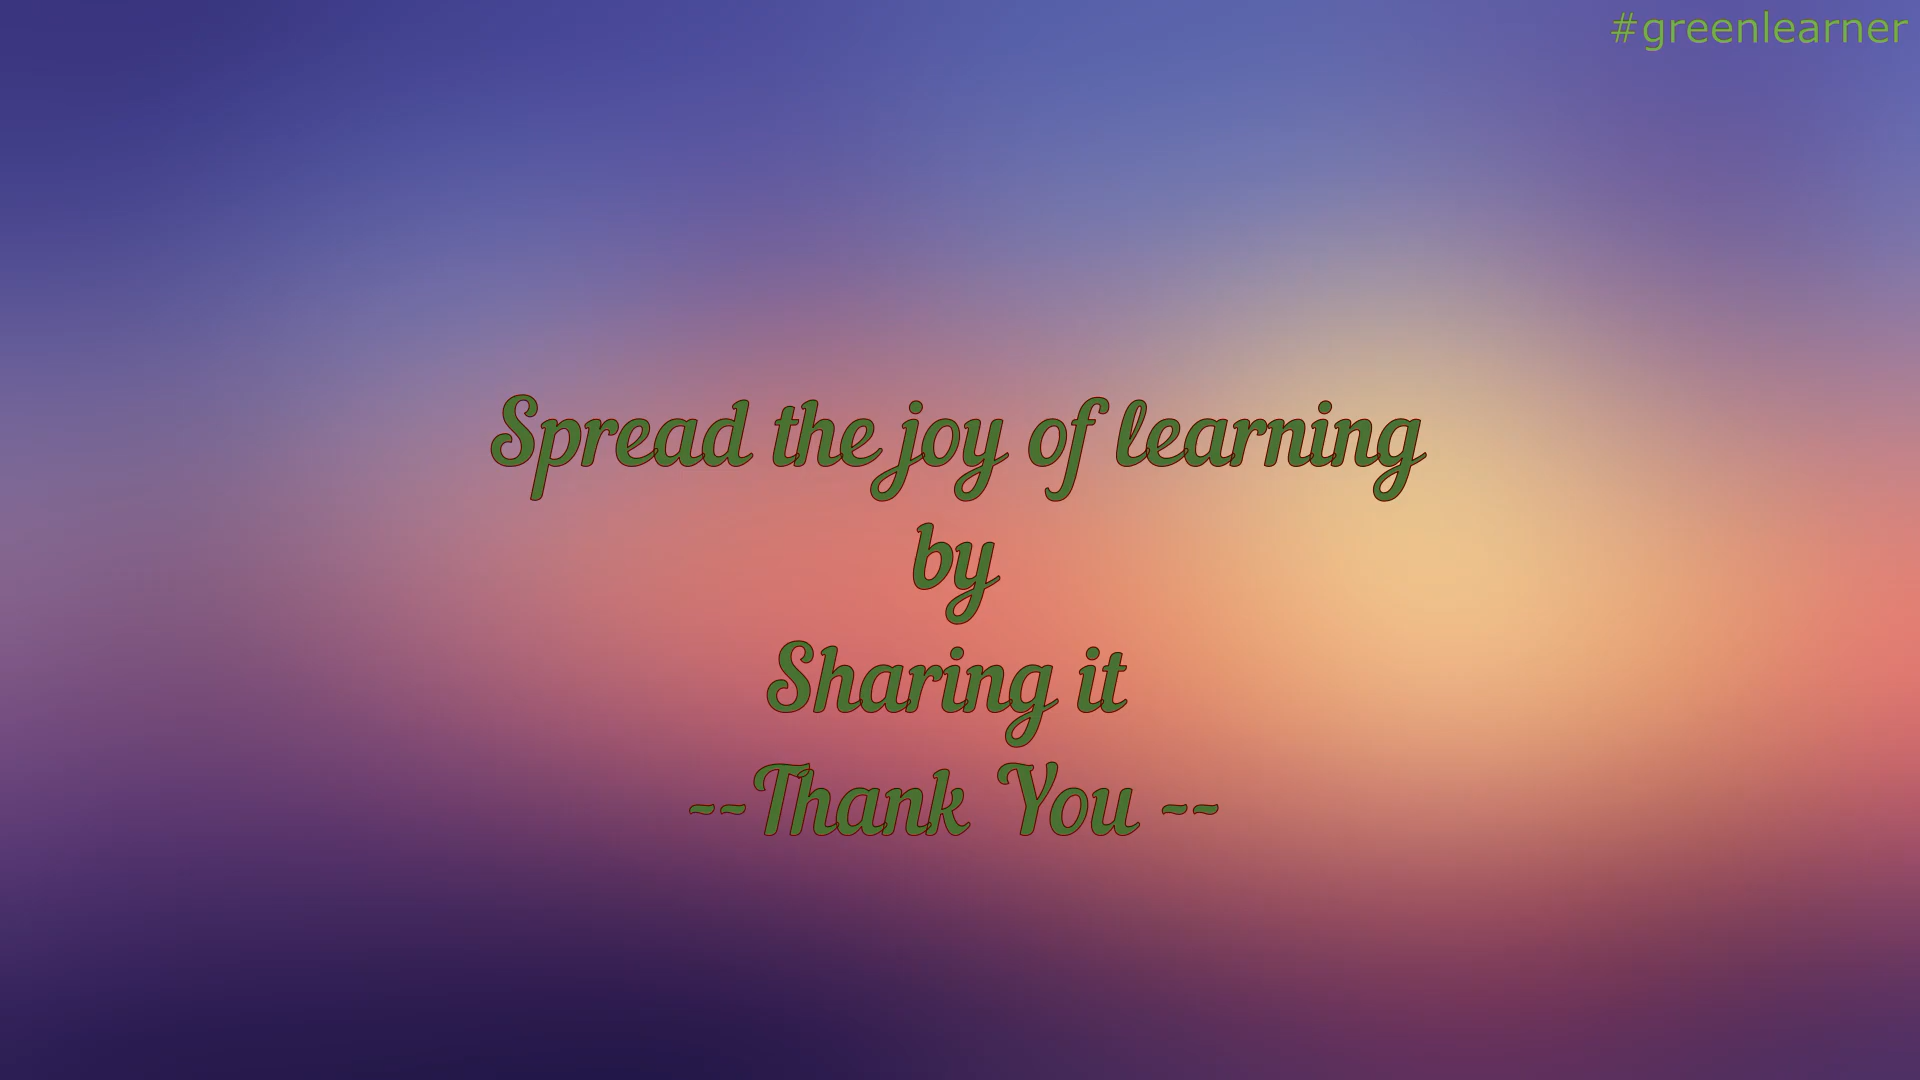 #greenlearner
Spread the joy of learning
by
Sharing it
--Thank You --